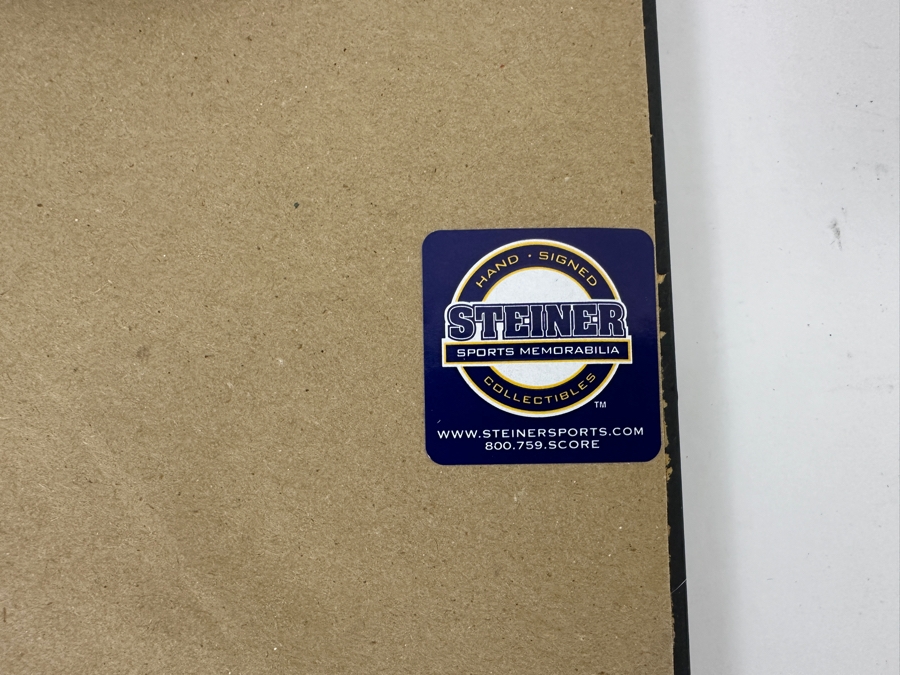 HAND · SIGNED
STEINER
SPORTS MEMORABILIA
COLLECTIBLES
TM
WWW.STEINERSPORTS.COM
800.759.SCORE